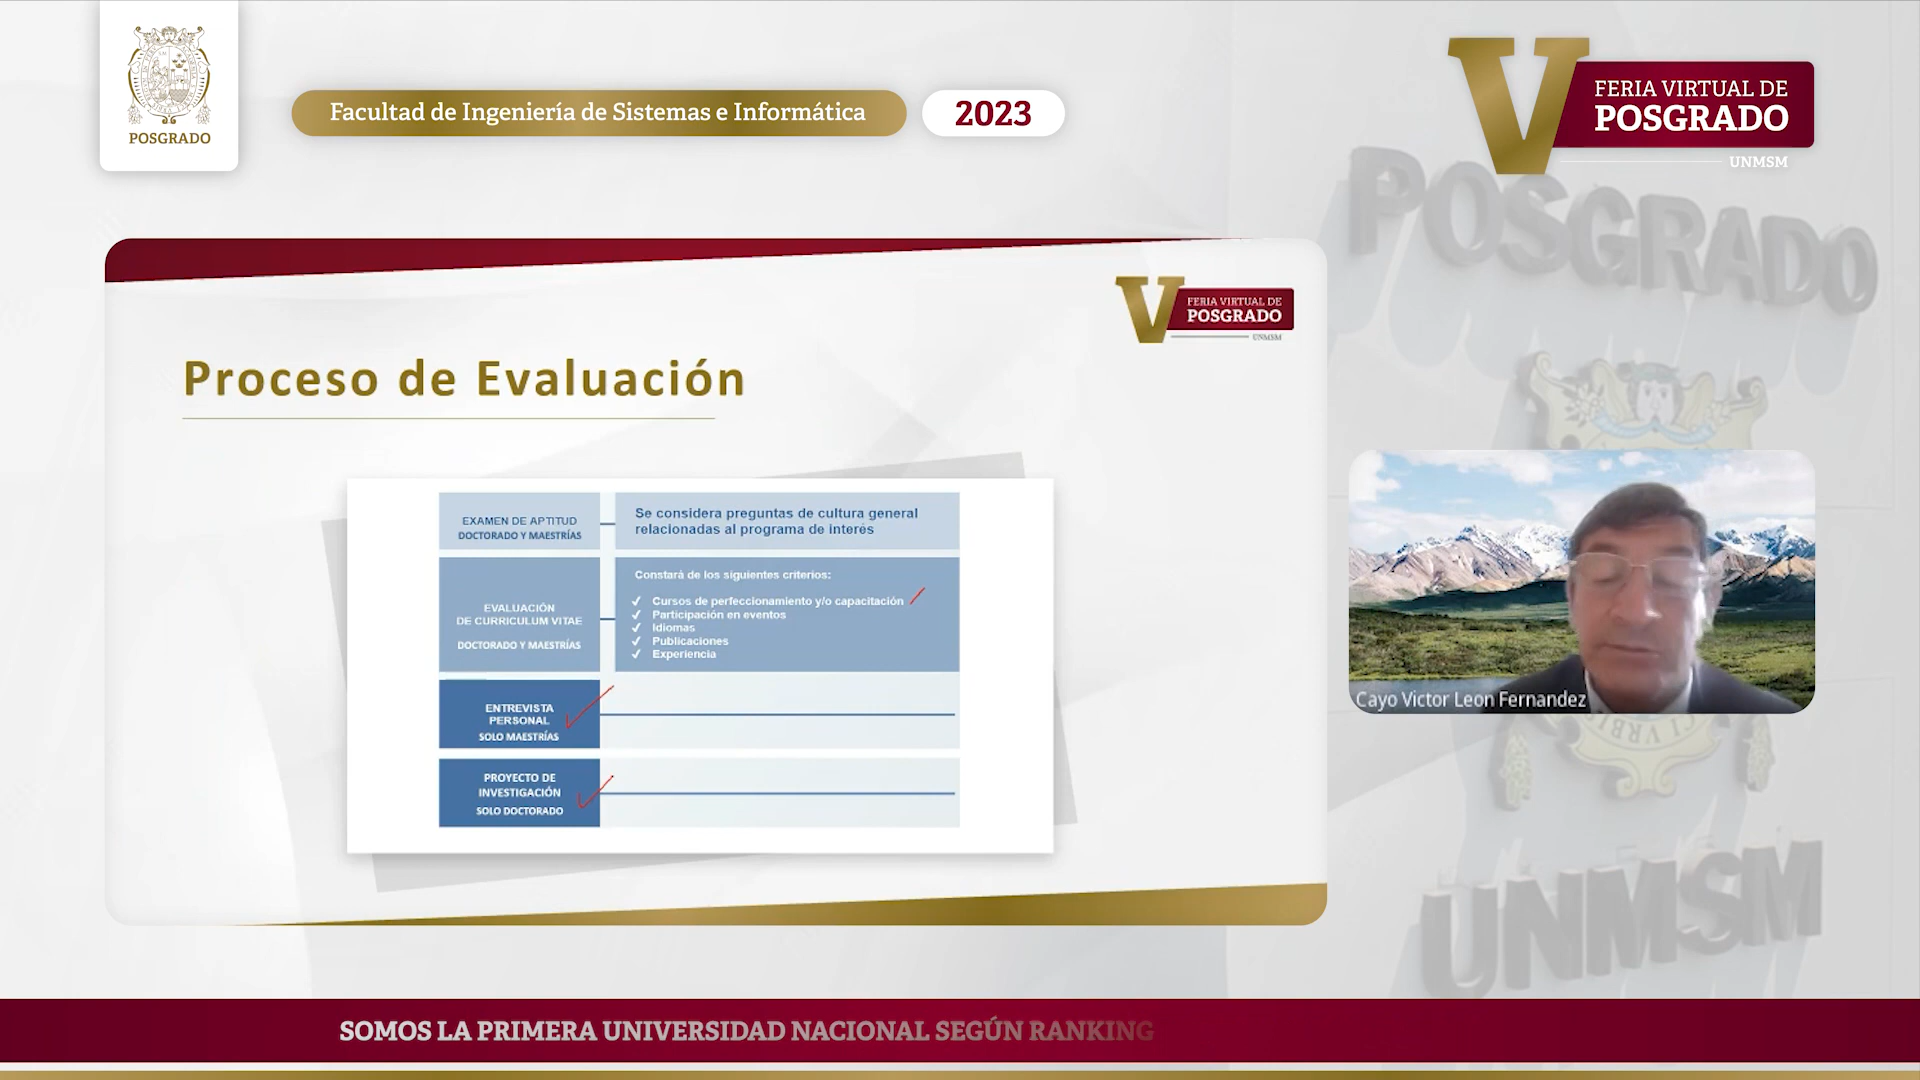 POSGRADO
Facultad de Ingeniería de Sistemas e Informática
2023
V
FERIA VIRTUAL DE
POSGRADO
UNMSM
POSGRADO
V
FERIA VIRTUAL DE
POSGRADO
UNMSM
Proceso de Evaluación
EXAMEN DE APTITUD
DOCTORADO Y MAESTRÍAS
Se considera preguntas de cultura general
relacionadas al programa de interés
EVALUACIÓN
DE CURRICULUM VITAE
DOCTORADO Y MAESTRÍAS
Constará de los siguientes criterios:
✓ Cursos de perfeccionamiento y/o capacitación
✓ Participación en eventos
✓ Idiomas
✓ Publicaciones
✓ Experiencia
ENTREVISTA
PERSONAL
SOLO MAESTRÍAS
PROYECTO DE
INVESTIGACIÓN
SOLO DOCTORADO
Cayo Victor Leon Fernandez
UNMSM
SOMOS LA PRIMERA UNIVERSIDAD NACIONAL SEGÚN RANKING